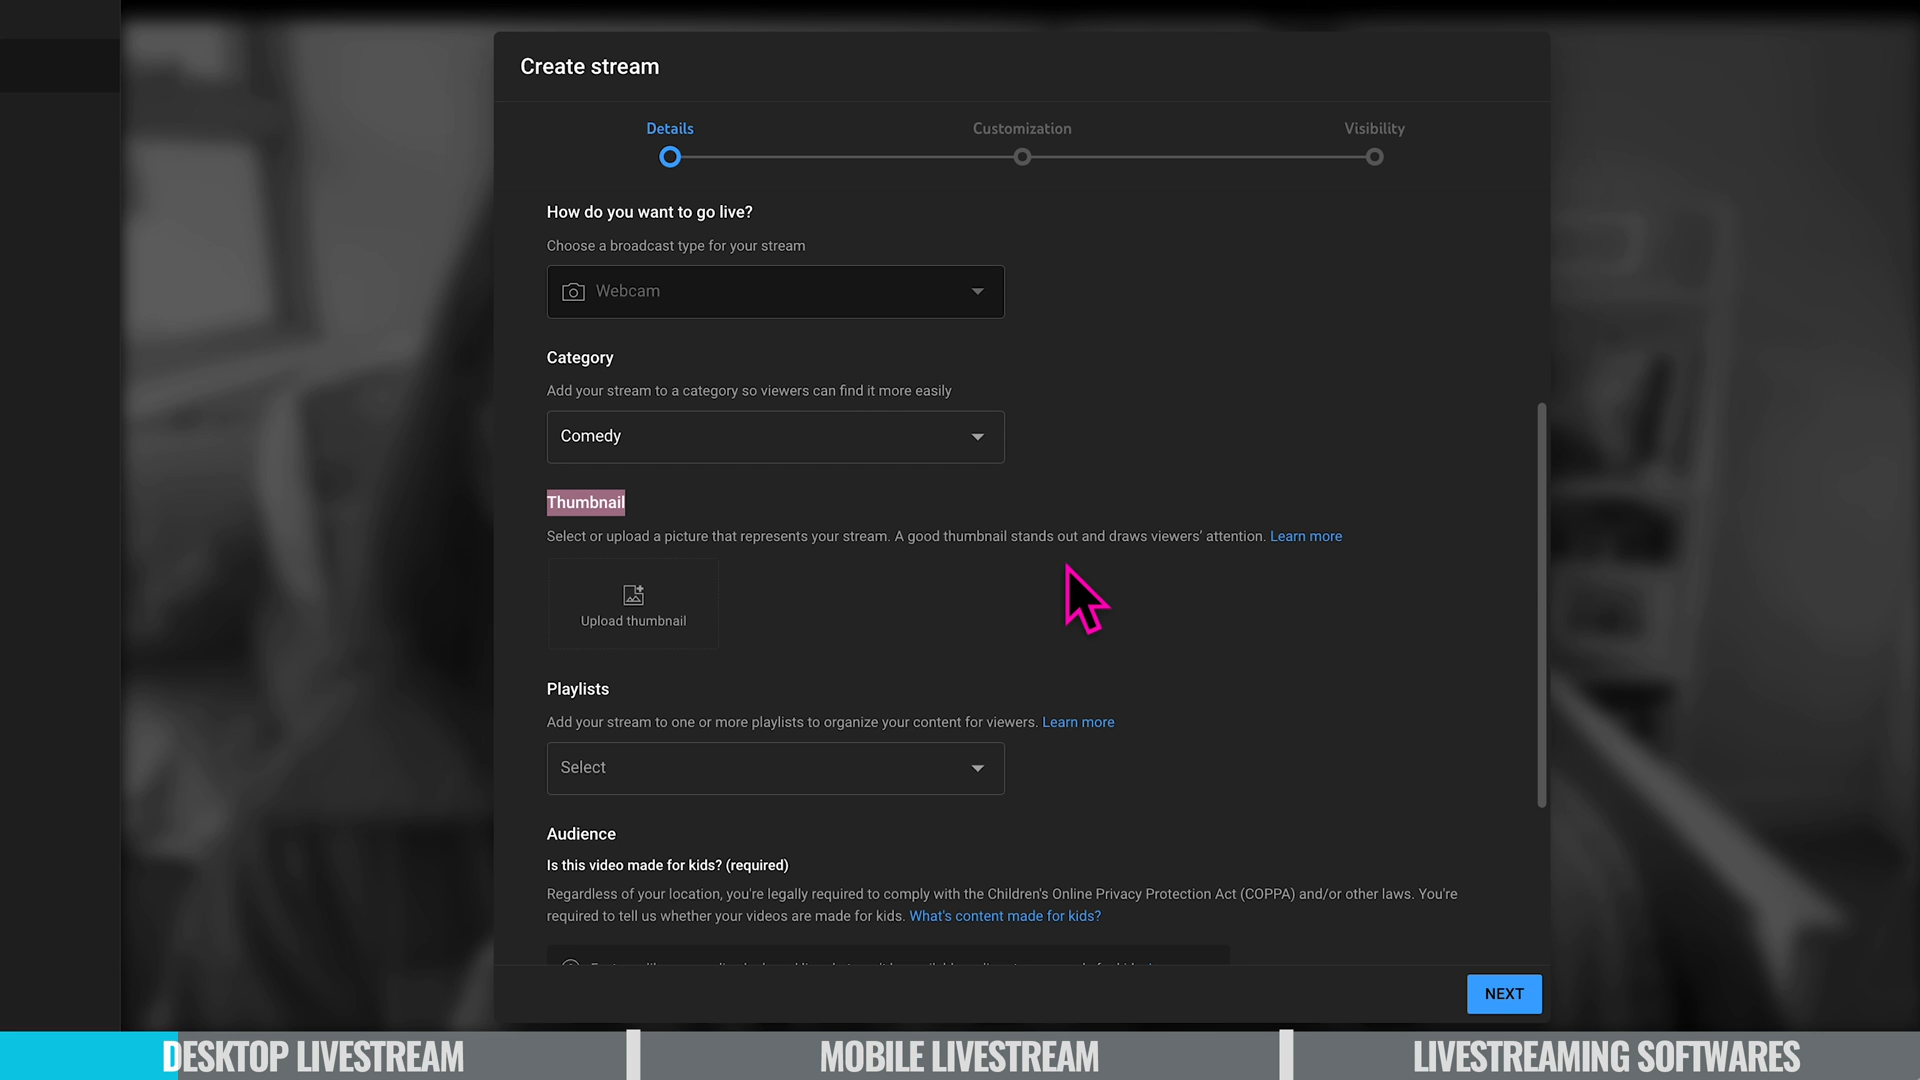 Create stream
Details
Customization
Visibility
How do you want to go live?
Choose a broadcast type for your stream
Webcam
Category
Add your stream to a category so viewers can find it more easily
Comedy
Thumbnail
Select or upload a picture that represents your stream. A good thumbnail stands out and draws viewers' attention. Learn more
Upload thumbnail
Playlists
Add your stream to one or more playlists to organize your content for viewers. Learn more
Select
Audience
Is this video made for kids? (required)
Regardless of your location, you're legally required to comply with the Children's Online Privacy Protection Act (COPPA) and/or other laws. You're
required to tell us whether your videos are made for kids. What's content made for kids?
NEXT
DESKTOP LIVESTREAM
MOBILE LIVESTREAM
LIVESTREAMING SOFTWARES